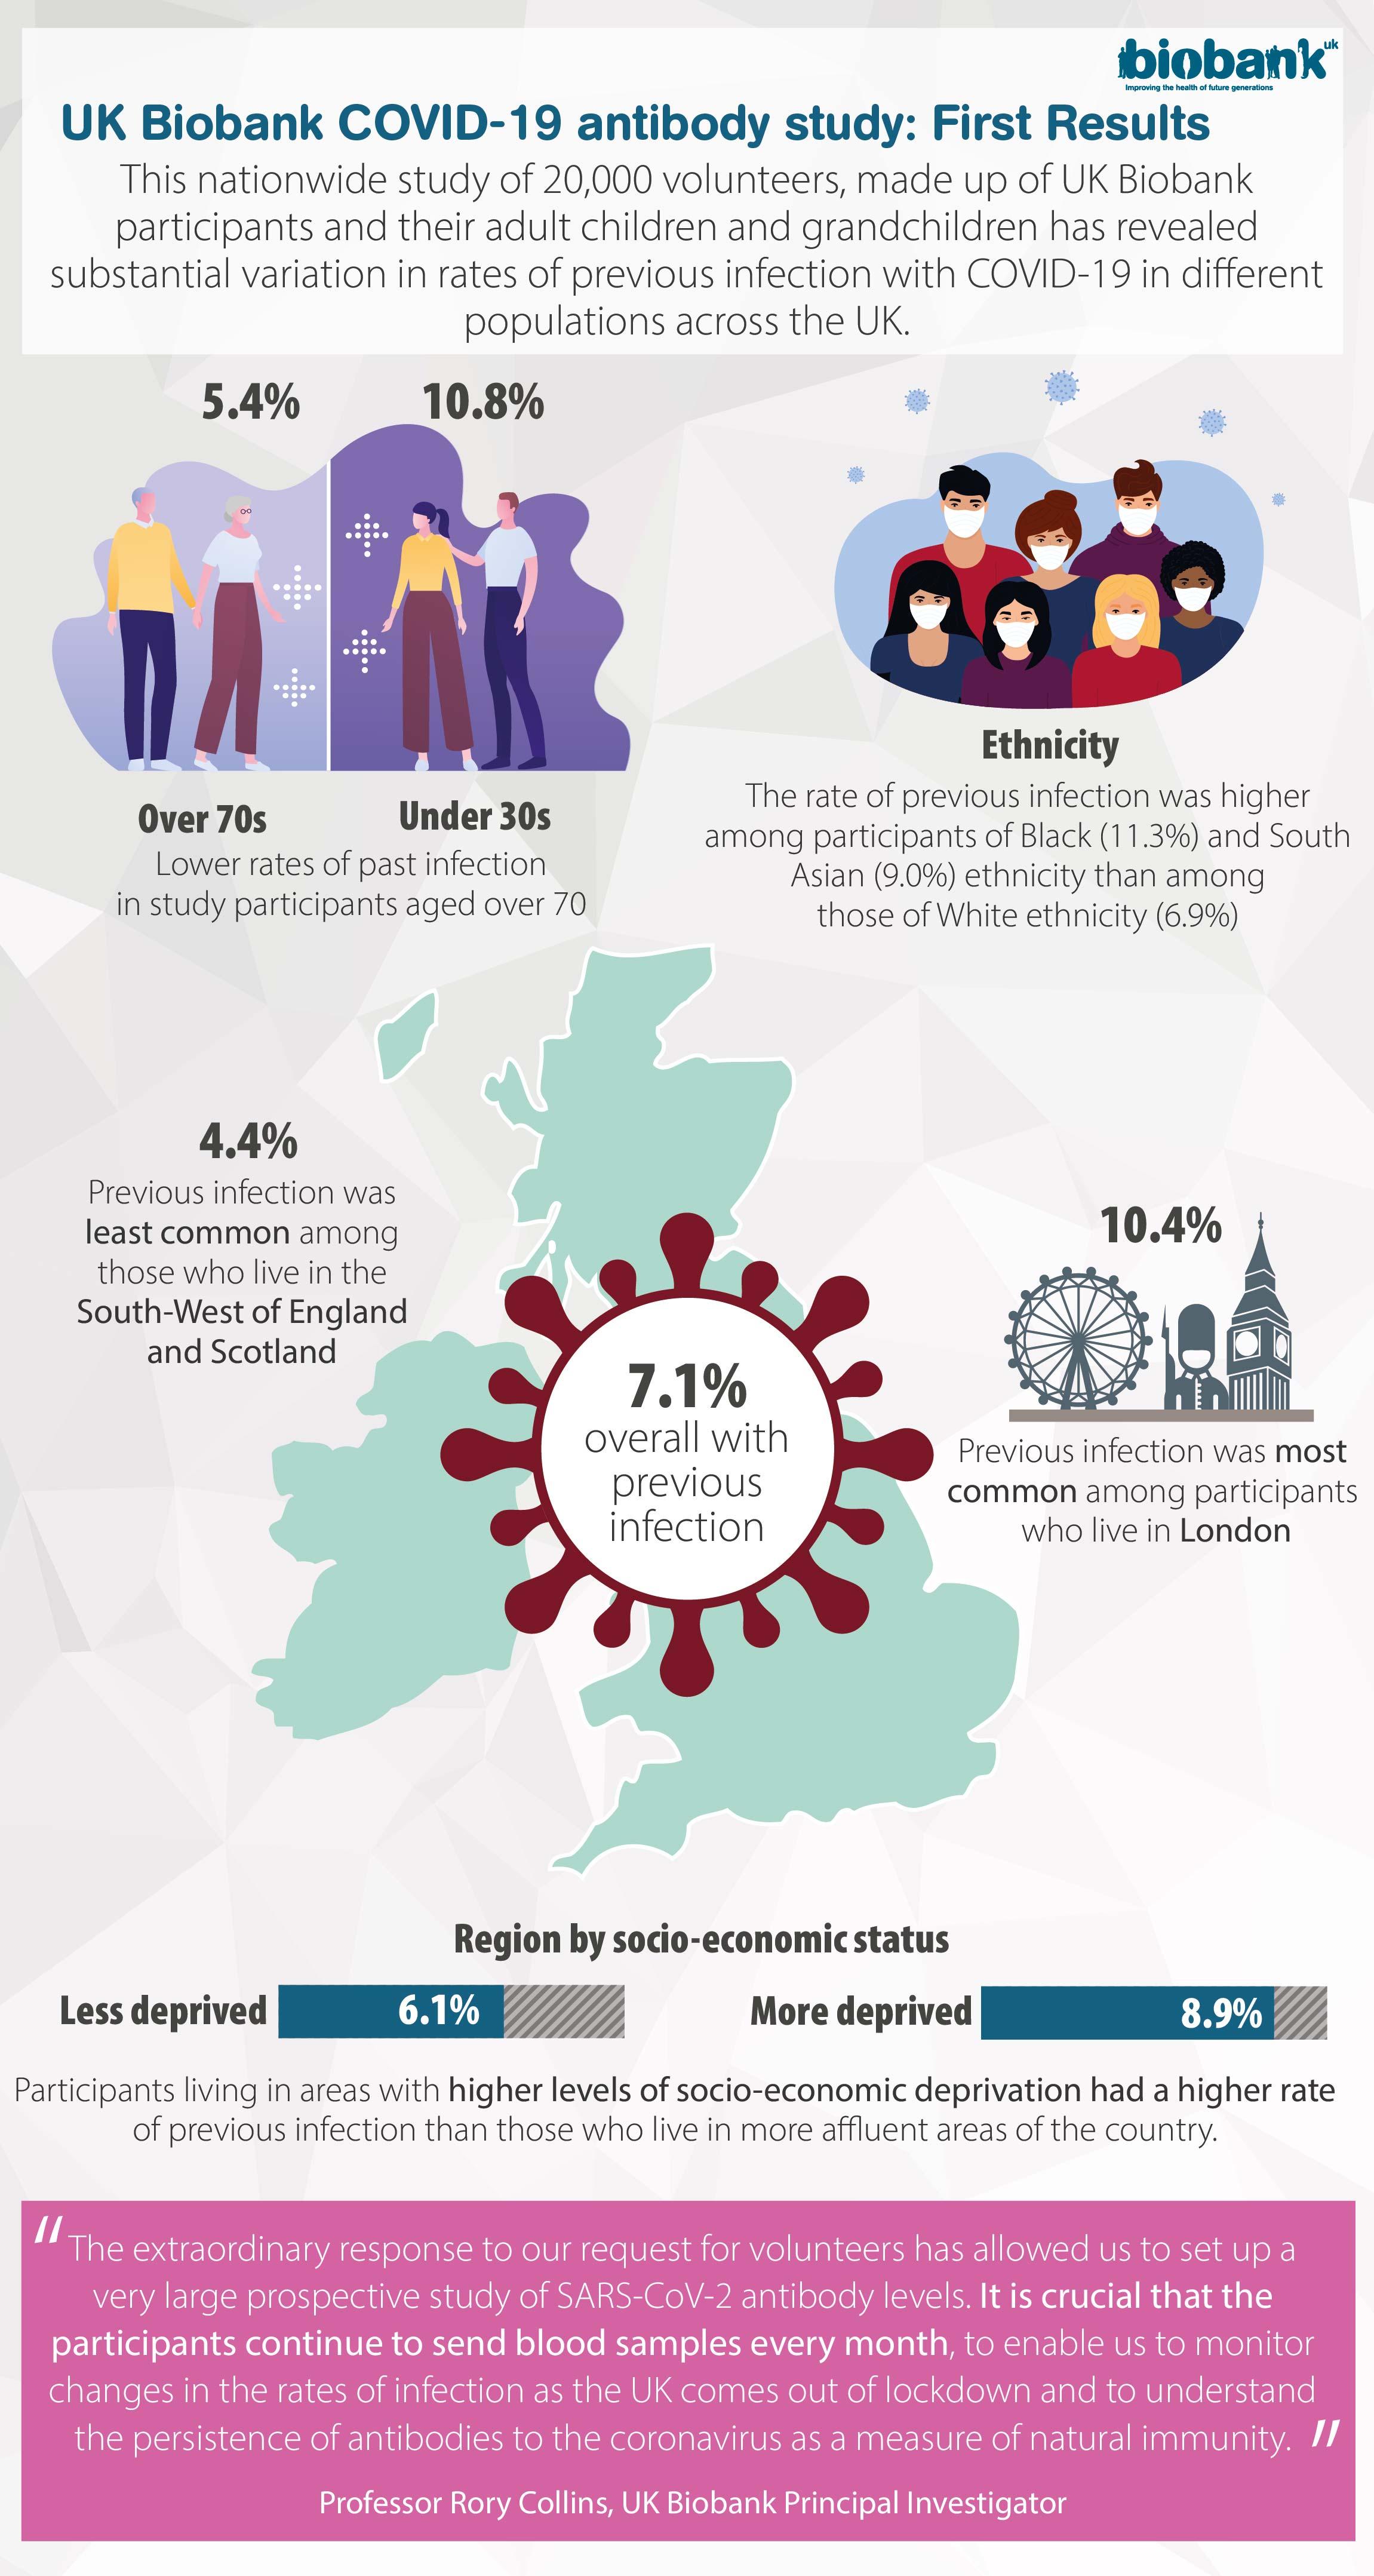 biobank uk
Improving the health of future generations
UK Biobank COVID-19 antibody study: First Results
This nationwide study of 20,000 volunteers, made up of UK Biobank
participants and their adult children and grandchildren has revealed
substantial variation in rates of previous infection with COVID-19 in different
populations across the UK.
5.4%
10.8%
Over 70s
Under 30s
Lower rates of past infection
in study participants aged over 70
Ethnicity
The rate of previous infection was higher
among participants of Black (11.3%) and South
Asian (9.0%) ethnicity than among
those of White ethnicity (6.9%)
4.4%
Previous infection was
least common among
those who live in the
South-West of England
and Scotland
7.1%
overall with
previous
infection
10.4%
Previous infection was most
common among participants
who live in London
Region by socio-economic status
Less deprived
6.1%
More deprived
8.9%
Participants living in areas with higher levels of socio-economic deprivation had a higher rate
of previous infection than those who live in more affluent areas of the country.
"The extraordinary response to our request for volunteers has allowed us to set up a
very large prospective study of SARS-CoV-2 antibody levels. It is crucial that the
participants continue to send blood samples every month, to enable us to monitor
changes in the rates of infection as the UK comes out of lockdown and to understand
the persistence of antibodies to the coronavirus as a measure of natural immunity. "
Professor Rory Collins, UK Biobank Principal Investigator